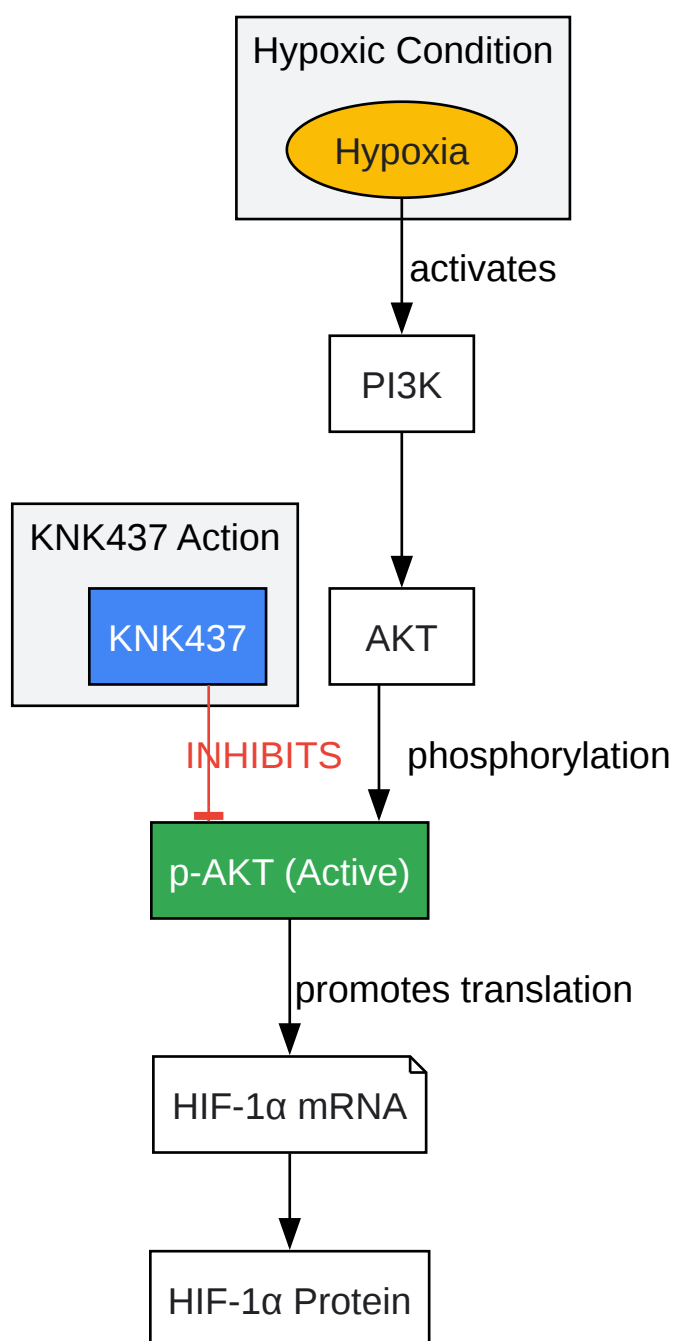 Hypoxic Condition
Hypoxia
activates
PI3K
KNK437 Action
KNK437
AKT
INHIBITS
phosphorylation
p-AKT (Active)
promotes translation
HIF-1α mRNA
HIF-1α Protein